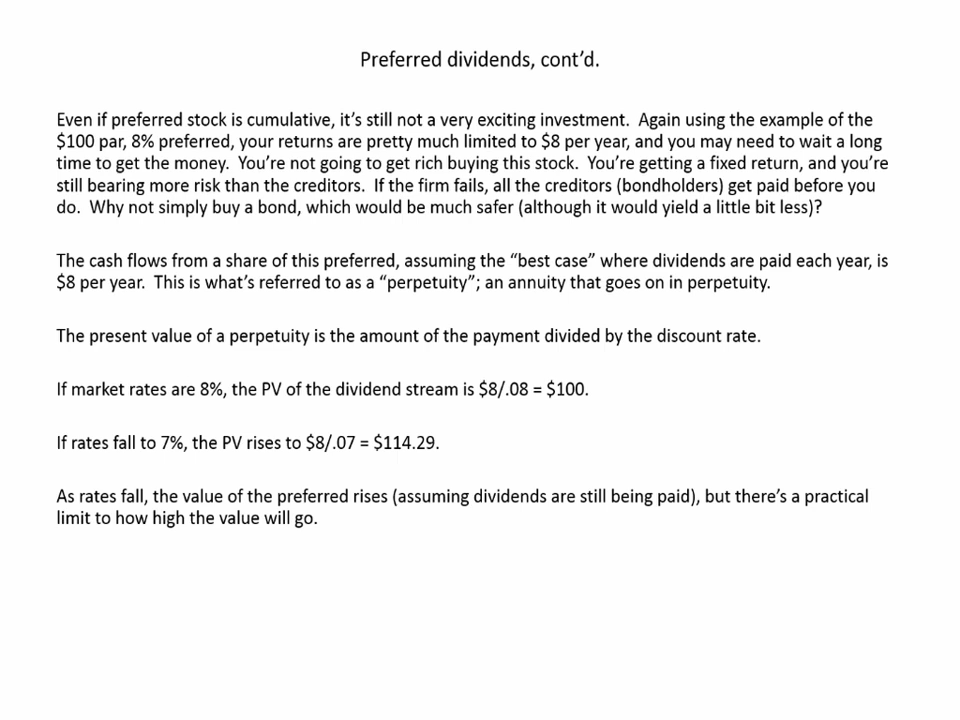 Preferred dividends, cont’d.
Even if preferred stock is cumulative, it’s still not a very exciting investment.  Again using the example of the
$100 par, 8% preferred, your returns are pretty much limited to $8 per year, and you may need to wait a long
time to get the money.  You’re not going to get rich buying this stock.  You’re getting a fixed return, and you’re
still bearing more risk than the creditors.  If the firm fails, all the creditors (bondholders) get paid before you
do.  Why not simply buy a bond, which would be much safer (although it would yield a little bit less)?
The cash flows from a share of this preferred, assuming the “best case” where dividends are paid each year, is
$8 per year.  This is what’s referred to as a “perpetuity”; an annuity that goes on in perpetuity.
The present value of a perpetuity is the amount of the payment divided by the discount rate.
If market rates are 8%, the PV of the dividend stream is $8/.08 = $100.
If rates fall to 7%, the PV rises to $8/.07 = $114.29.
As rates fall, the value of the preferred rises (assuming dividends are still being paid), but there’s a practical
limit to how high the value will go.